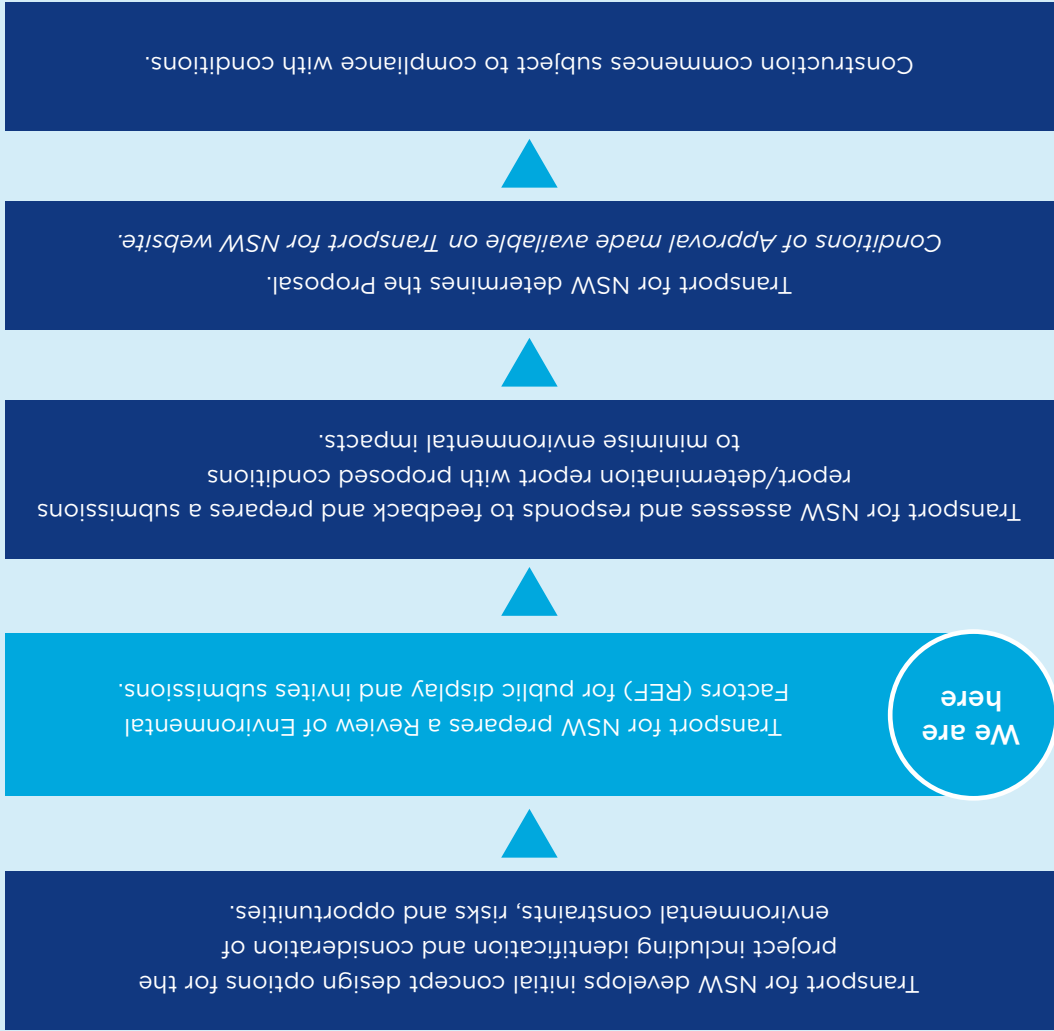 Transport for NSW develops initial concept design options for the
project including identification and consideration of
environmental constraints, risks and opportunities.
We are
here
Transport for NSW prepares a Review of Environmental
Factors (REF) for public display and invites submissions.
Transport for NSW assesses and responds to feedback and prepares a submissions
report/determination report with proposed conditions
to minimise environmental impacts.
Transport for NSW determines the Proposal.
Conditions of Approval made available on Transport for NSW website.
Construction commences subject to compliance with conditions.